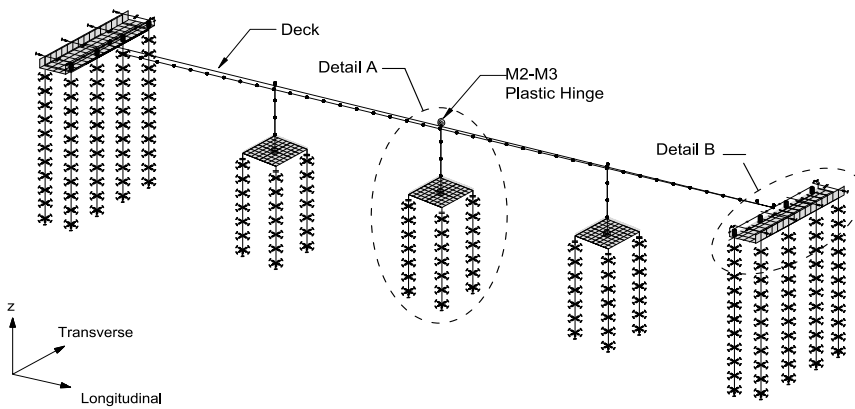 Deck
Detail A
M2-M3
Plastic Hinge
Detail B
z
Transverse
Longitudinal